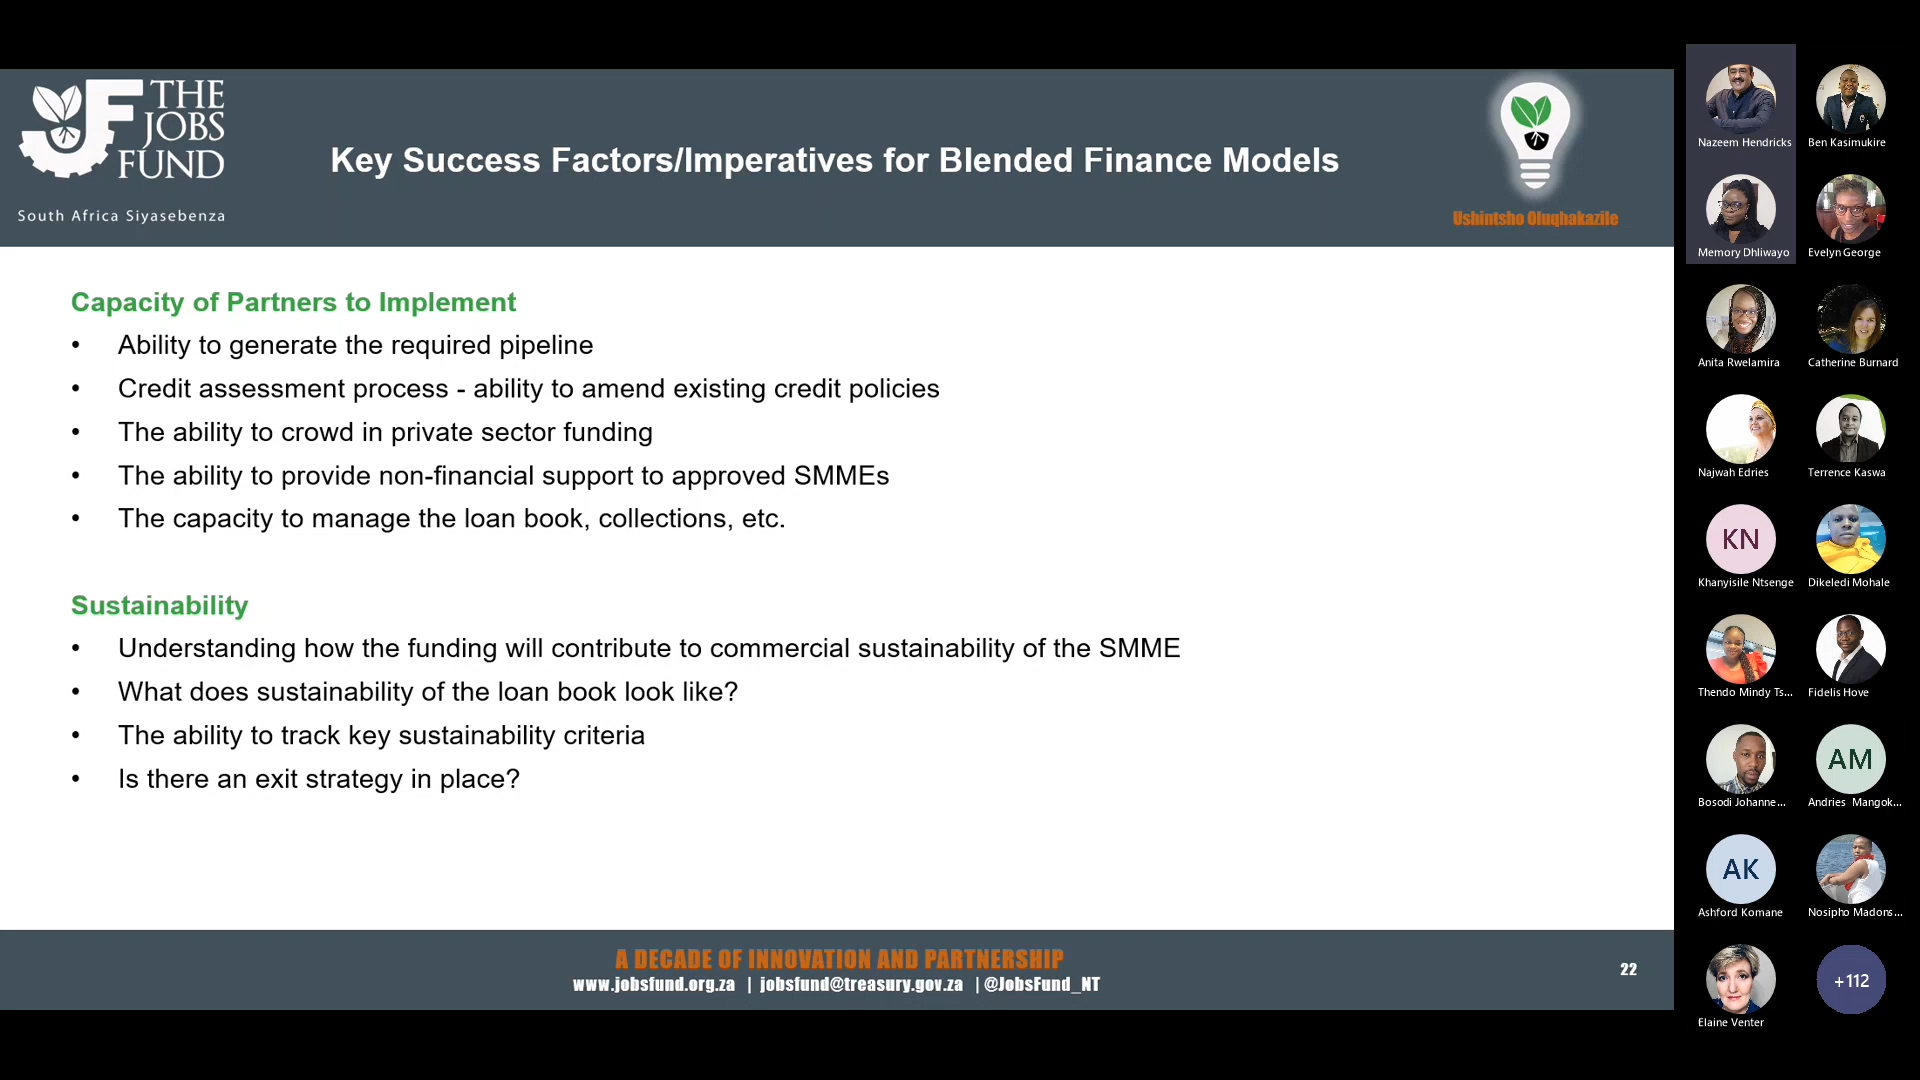 THE
JOBS
FUND
South Africa Siyasebenza
Key Success Factors/Imperatives for Blended Finance Models
Ushintsho Oluqhakazile
Capacity of Partners to Implement
• Ability to generate the required pipeline
• Credit assessment process - ability to amend existing credit policies
• The ability to crowd in private sector funding
• The ability to provide non-financial support to approved SMMEs
• The capacity to manage the loan book, collections, etc.
Sustainability
• Understanding how the funding will contribute to commercial sustainability of the SMME
• What does sustainability of the loan book look like?
• The ability to track key sustainability criteria
• Is there an exit strategy in place?
A DECADE OF INNOVATION AND PARTNERSHIP
www.jobsfund.org.za | jobsfund@treasury.gov.za | @JobsFund_NT
22
Nazeem Hendricks
Ben Kasimukire
Memory Dhliwayo
Evelyn George
Anita Rwelamira
Catherine Burnard
Najwah Edries
Terrence Kaswa
KN
Khanyisile Ntsenge
Dikeledi Mohale
Thendo Mindy Ts...
Fidelis Hove
Bosodi Johanne...
AM
Andries Mangok...
AK
Ashford Komane
Nosipho Madons...
Elaine Venter
+112